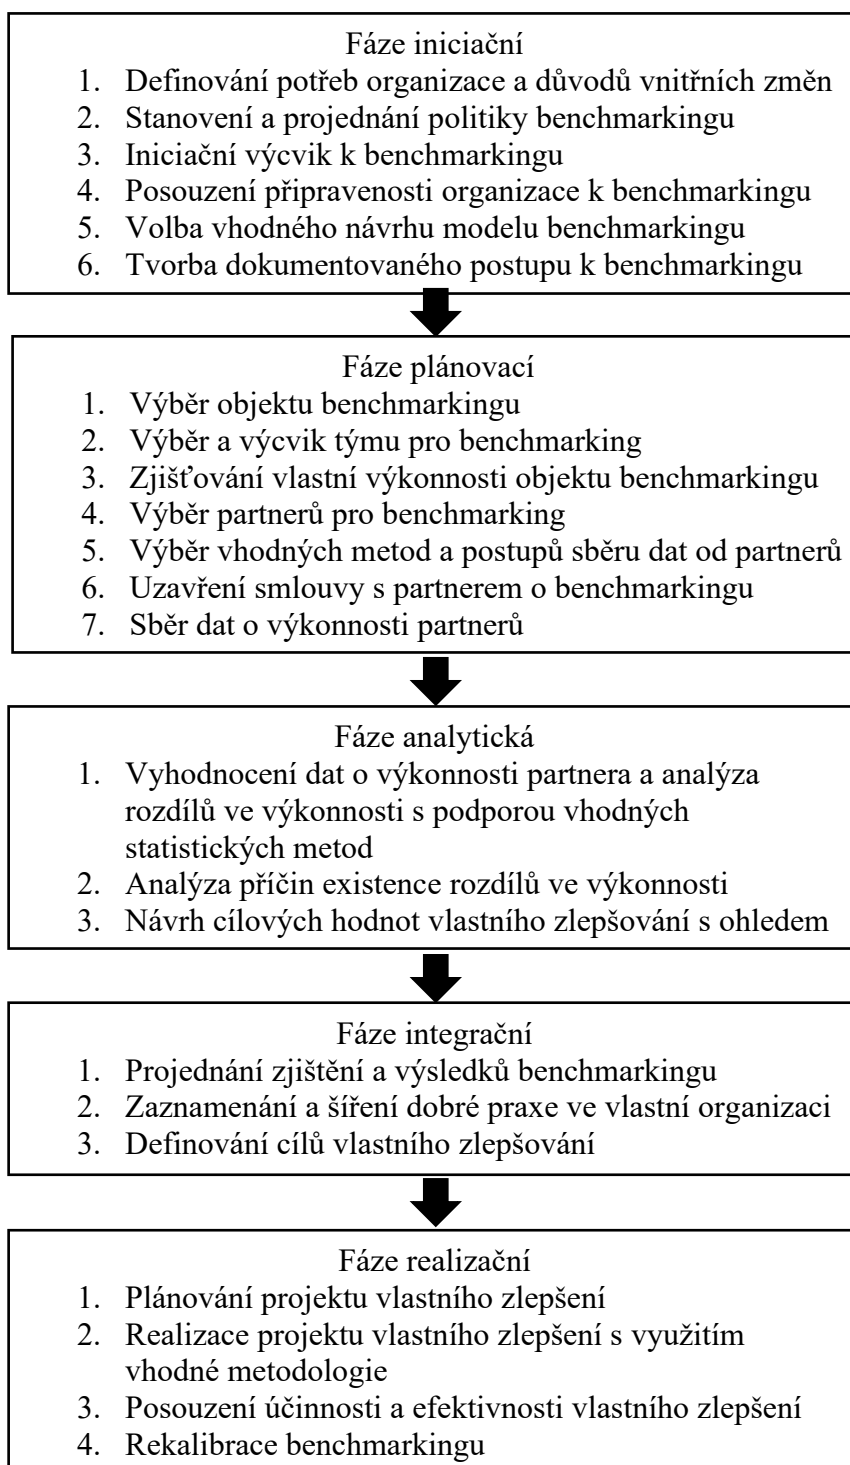 Fáze iniciační
1. Definování potřeb organizace a důvodů vnitřních změn
2. Stanovení a projednání politiky benchmarkingu
3. Iniciační výcvik k benchmarkingu
4. Posouzení připravenosti organizace k benchmarkingu
5. Volba vhodného návrhu modelu benchmarkingu
6. Tvorba dokumentovaného postupu k benchmarkingu
Fáze plánovací
1. Výběr objektu benchmarkingu
2. Výběr a výcvik týmu pro benchmarking
3. Zjišťování vlastní výkonnosti objektu benchmarkingu
4. Výběr partnerů pro benchmarking
5. Výběr vhodných metod a postupů sběru dat od partnerů
6. Uzavření smlouvy s partnerem o benchmarkingu
7. Sběr dat o výkonnosti partnerů
Fáze analytická
1. Vyhodnocení dat o výkonnosti partnera a analýza
rozdílů ve výkonnosti s podporou vhodných
statistických metod
2. Analýza příčin existence rozdílů ve výkonnosti
3. Návrh cílových hodnot vlastního zlepšování s ohledem
Fáze integrační
1. Projednání zjištění a výsledků benchmarkingu
2. Zaznamenání a šíření dobré praxe ve vlastní organizaci
3. Definování cílů vlastního zlepšování
Fáze realizační
1. Plánování projektu vlastního zlepšení
2. Realizace projektu vlastního zlepšení s využitím
vhodné metodologie
3. Posouzení účinnosti a efektivnosti vlastního zlepšení
4. Rekalibrace benchmarkingu